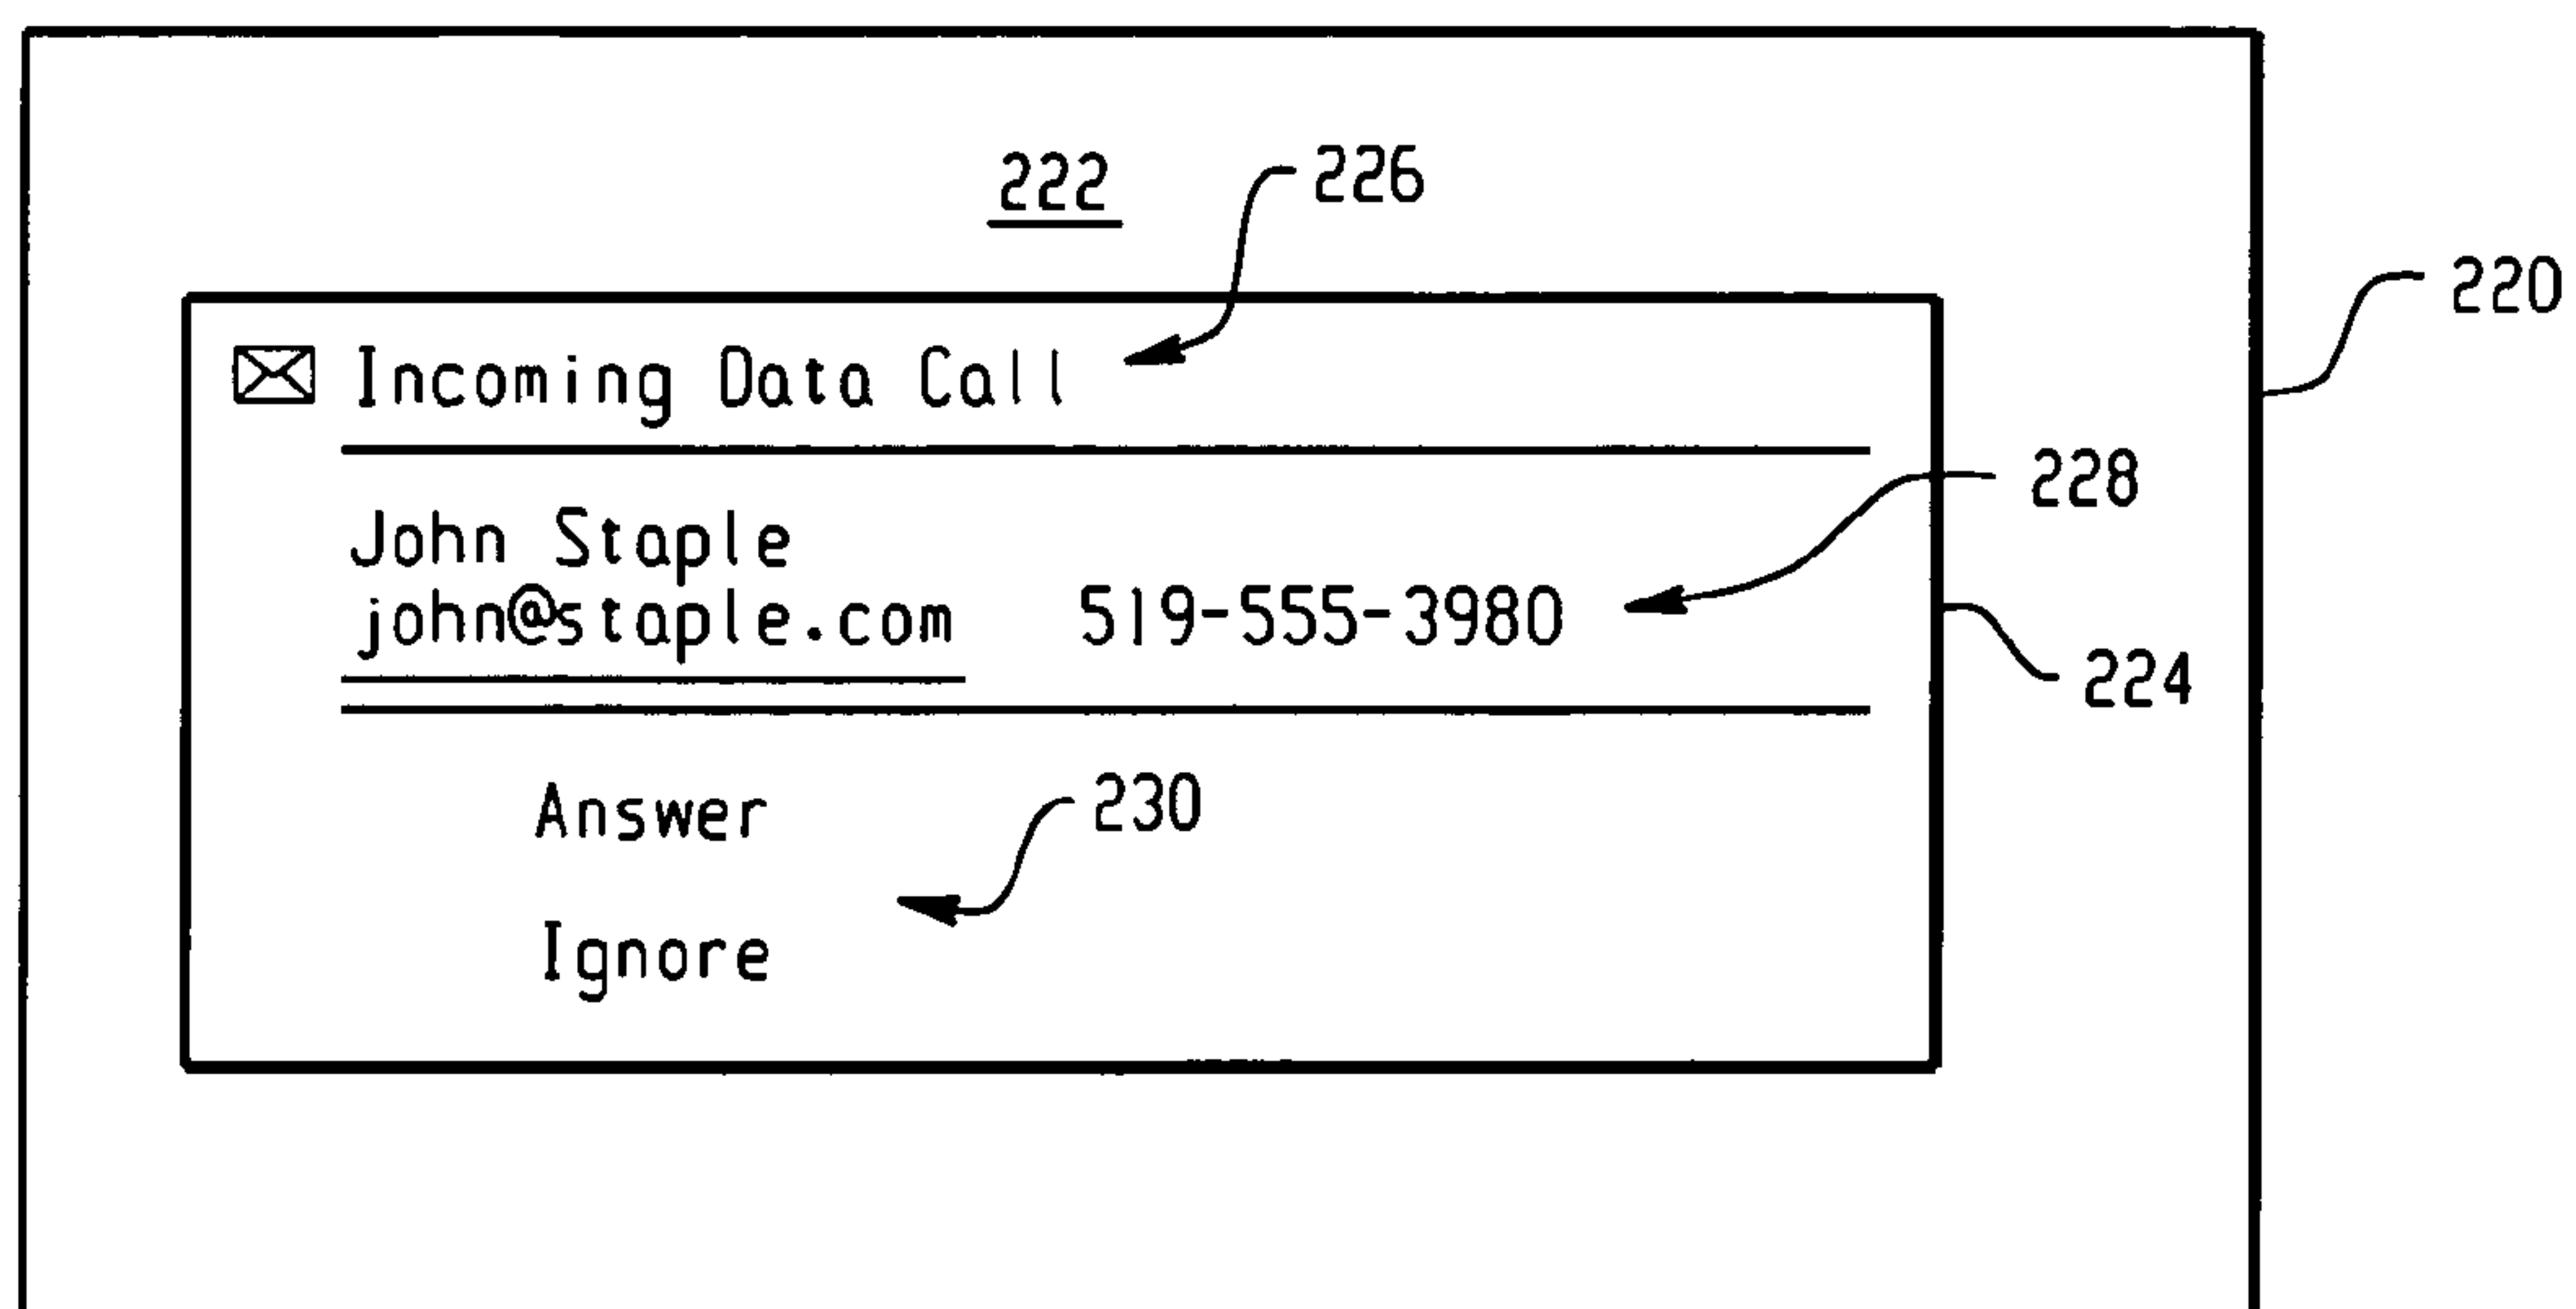 222
226
220
Incoming Data Call
228
John Staple
john@staple.com 519-555-3980
224
Answer
230
Ignore